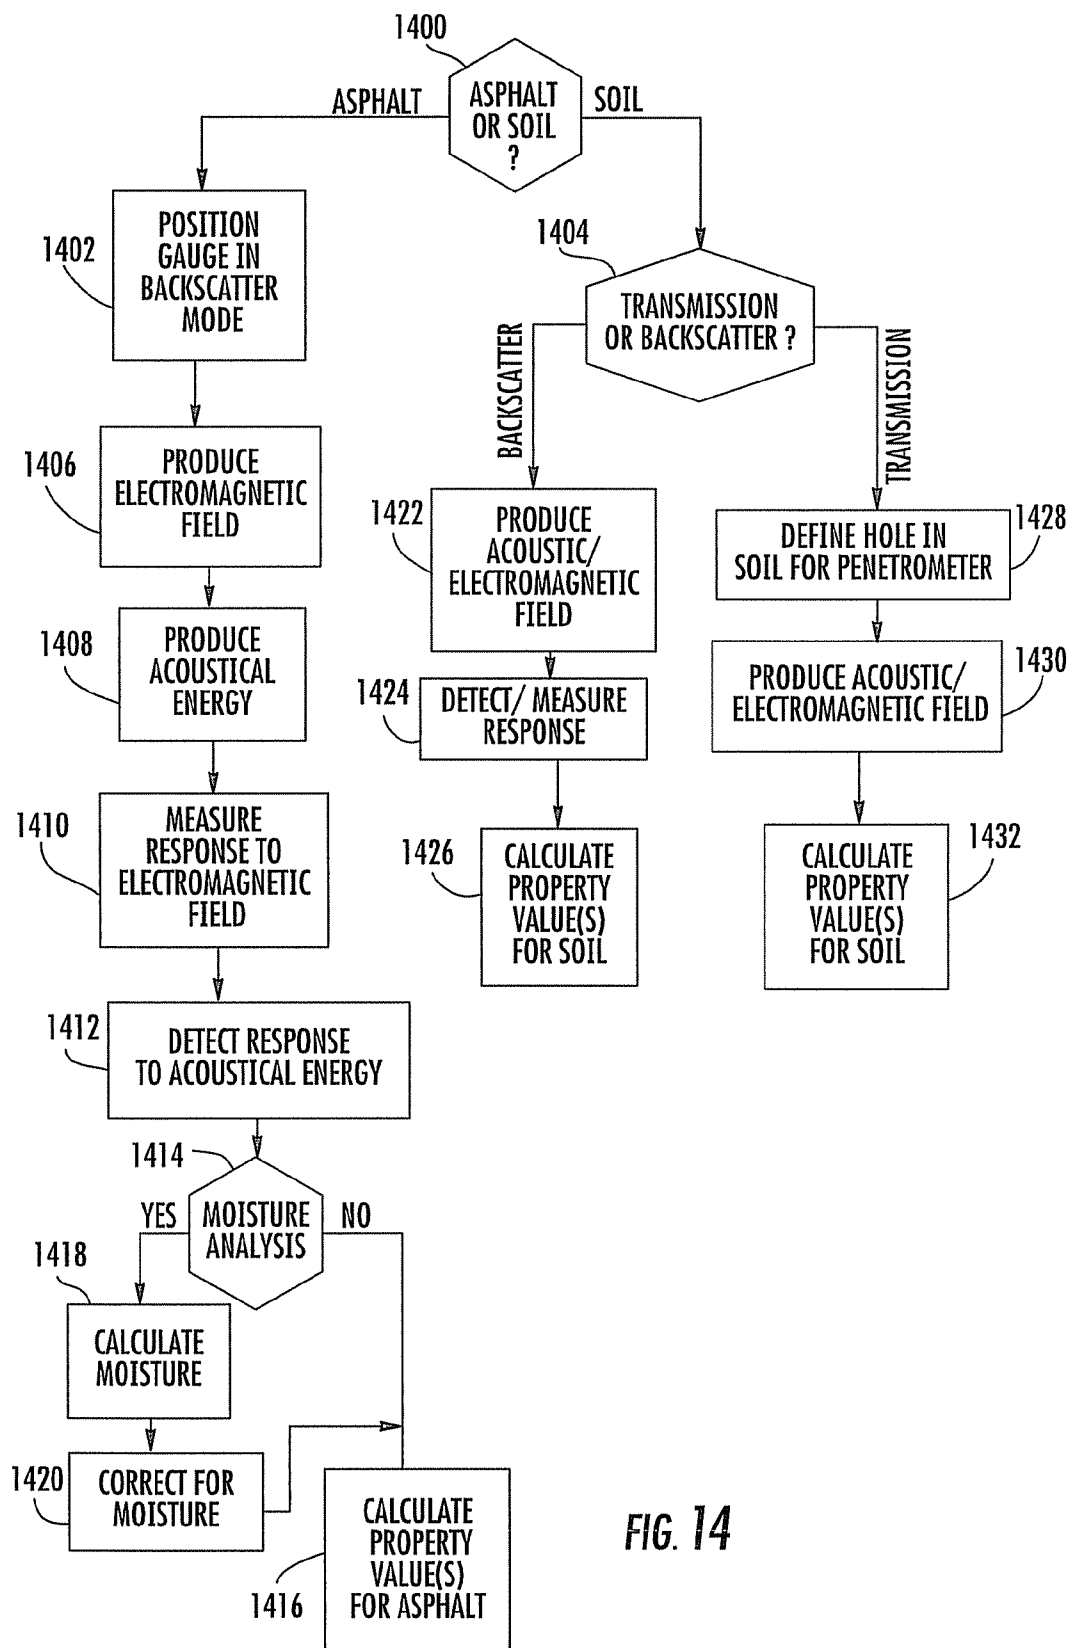 1400
ASPHALT
OR SOIL
?
ASPHALT
SOIL
1402
POSITION
GAUGE IN
BACKSCATTER
MODE
1404
TRANSMISSION
OR BACKSCATTER ?
BACKSCATTER
TRANSMISSION
1406
PRODUCE
ELECTROMAGNETIC
FIELD
1408
PRODUCE
ACOUSTICAL
ENERGY
1410
MEASURE
RESPONSE TO
ELECTROMAGNETIC
FIELD
1412
DETECT RESPONSE
TO ACOUSTICAL ENERGY
1414
MOISTURE
ANALYSIS
YES
NO
1418
CALCULATE
MOISTURE
1420
CORRECT FOR
MOISTURE
1416
CALCULATE
PROPERTY
VALUE(S)
FOR ASPHALT
1422
PRODUCE
ACOUSTIC/
ELECTROMAGNETIC
FIELD
1424
DETECT/ MEASURE
RESPONSE
1426
CALCULATE
PROPERTY
VALUE(S)
FOR SOIL
1428
DEFINE HOLE IN
SOIL FOR PENETROMETER
1430
PRODUCE ACOUSTIC/
ELECTROMAGNETIC FIELD
1432
CALCULATE
PROPERTY
VALUE(S)
FOR SOIL
FIG. 14